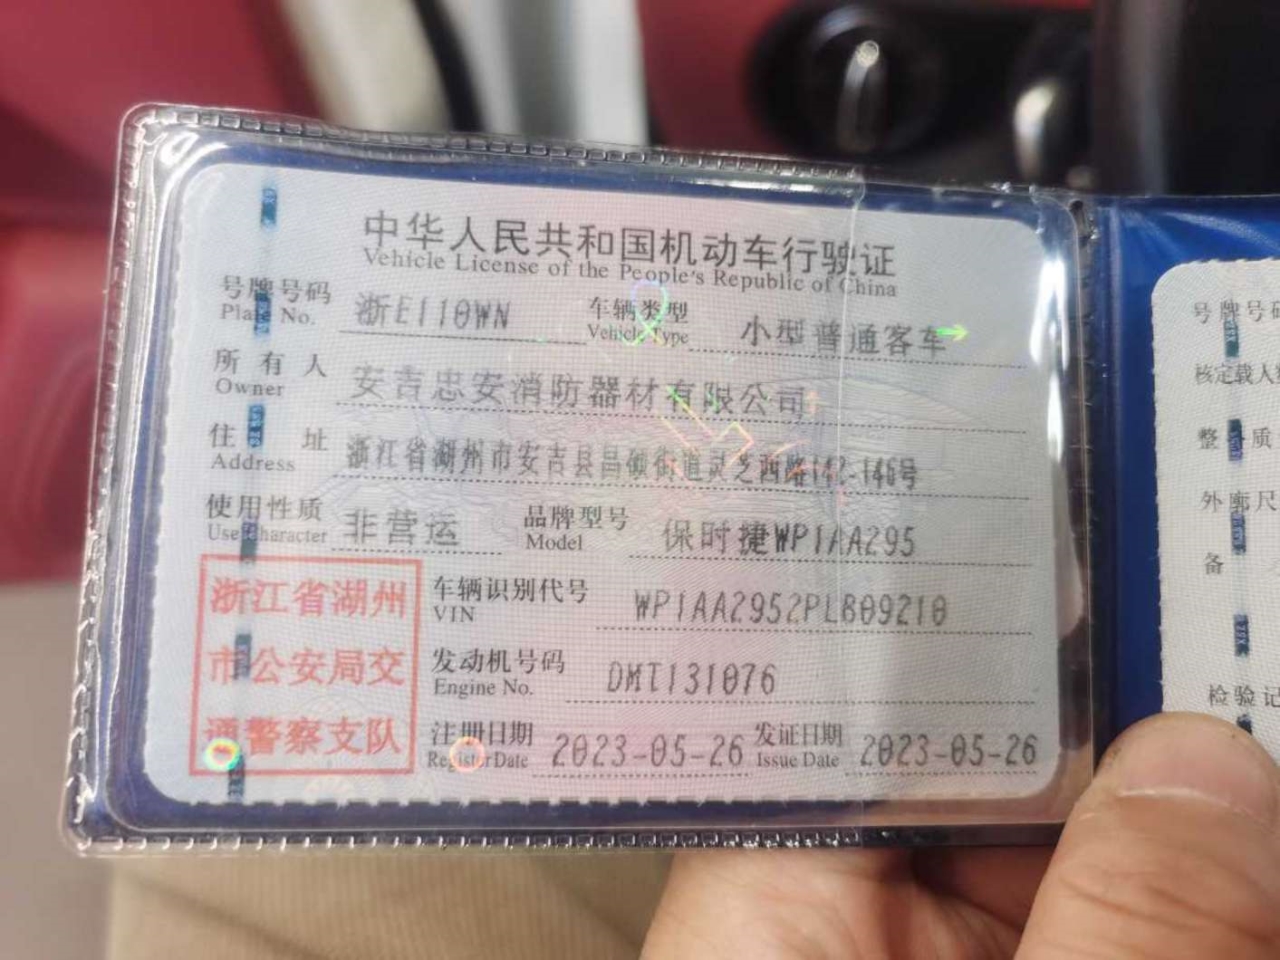 中华人民共和国机动车行驶证
Vehicle License of the People's Republic of China
号牌号码 浙E110WN 车辆类型 小型普通客车
Plate No. Vehicle Type
所有人 安吉忠安消防器材有限公司
Owner
住址 浙江省湖州市安吉县昌硕街道灵芝西路142-146号
Address
使用性质 非营运 品牌型号 保时捷WP1AA295
Use Character Model
浙江省湖州
市公安局交
通警察支队
车辆识别代号 WP1AA2952PLB09210
VIN
发动机号码 DMT131076
Engine No.
注册日期 2023-05-26 发证日期 2023-05-26
Register Date Issue Date
号牌号码
核定载人
整 质
外廓尺
备
检验记